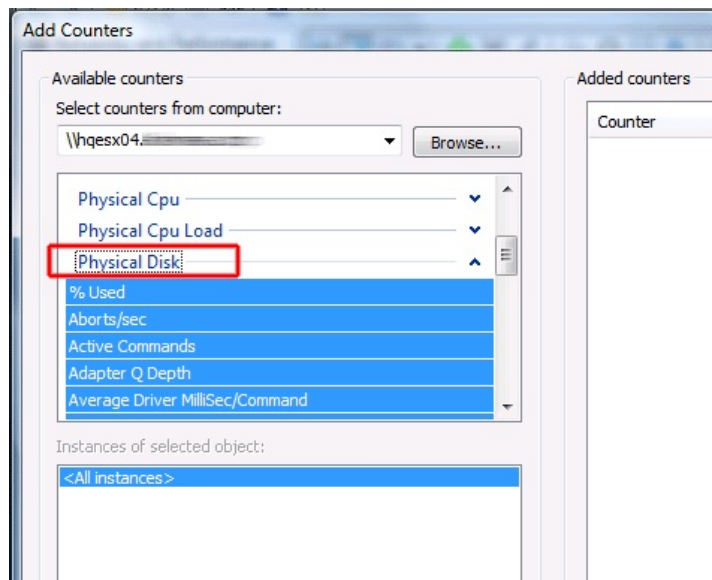 Add Counters
Available counters
Select counters from computer:
\\hqesx04.
Browse...
Physical Cpu
Physical Cpu Load
Physical Disk
% Used
Aborts/sec
Active Commands
Adapter Q Depth
Average Driver MilliSec/Command
Instances of selected object:
<All instances>
Added counters
Counter